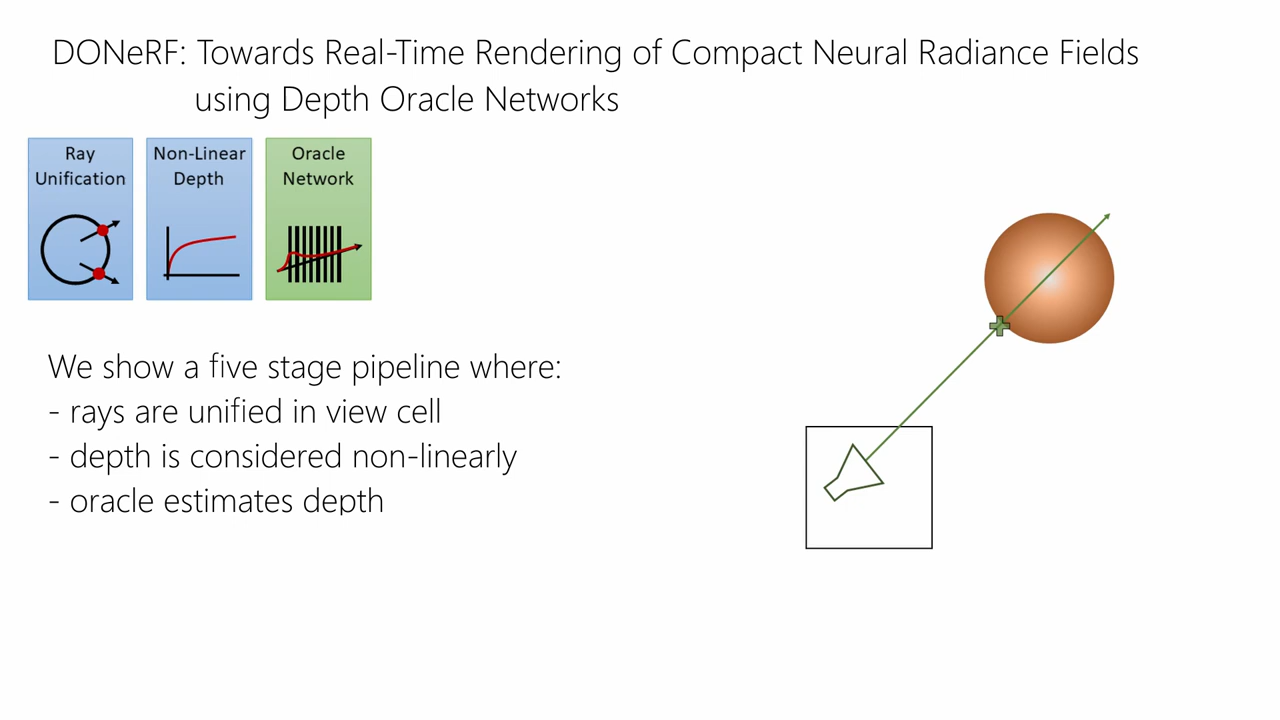 DONeRF: Towards Real-Time Rendering of Compact Neural Radiance Fields
using Depth Oracle Networks
Ray
Unification
Non-Linear
Depth
Oracle
Network
We show a five stage pipeline where:
- rays are unified in view cell
- depth is considered non-linearly
- oracle estimates depth